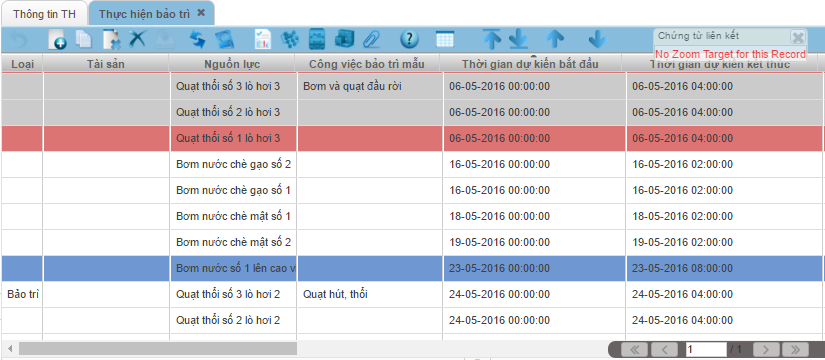 Thông tin TH Thực hiện bảo trì
Chứng từ liên kết
No Zoom Target for this Record
Loại Tài sản Nguồn lực Công việc bảo trì mẫu Thời gian dự kiến bắt đầu Thời gian dự kiến kết thúc
Quạt thổi số 3 lò hơi 3 Bơm và quạt đầu rời 06-05-2016 00:00:00 06-05-2016 04:00:00
Quạt thổi số 2 lò hơi 3 06-05-2016 00:00:00 06-05-2016 04:00:00
Quạt thổi số 1 lò hơi 3 06-05-2016 00:00:00 06-05-2016 04:00:00
Bơm nước chè gạo số 2 16-05-2016 00:00:00 16-05-2016 02:00:00
Bơm nước chè gạo số 1 16-05-2016 00:00:00 16-05-2016 02:00:00
Bơm nước chè mật số 1 18-05-2016 00:00:00 18-05-2016 02:00:00
Bơm nước chè mật số 2 19-05-2016 00:00:00 19-05-2016 02:00:00
Bơm nước số 1 lên cao v 23-05-2016 00:00:00 23-05-2016 08:00:00
Bảo trì Quạt thổi số 3 lò hơi 2 Quạt hút, thổi 24-05-2016 00:00:00 24-05-2016 04:00:00
Quạt thổi số 2 lò hơi 2 24-05-2016 00:00:00 24-05-2016 04:00:00
1 / 1